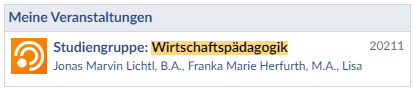 Meine Veranstaltungen
Studiengruppe: Wirtschaftspädagogik 20211
Jonas Marvin Lichtl, B.A., Franka Marie Herfurth, M.A., Lisa